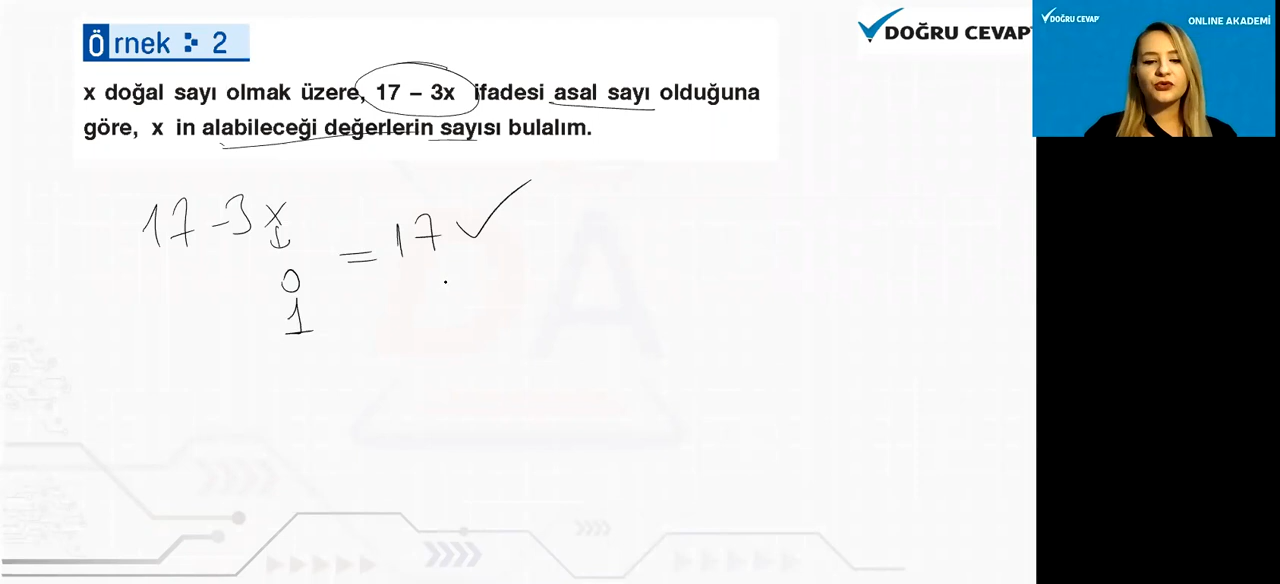 Örnek 2
DOĞRU CEVAP
DOĞRU CEVAP
ONLINE AKADEMİ
x doğal sayı olmak üzere, 17 – 3x ifadesi asal sayı olduğuna
göre, x in alabileceği değerlerin sayısı bulalım.
17 - 3x
= 17
0
1
DA